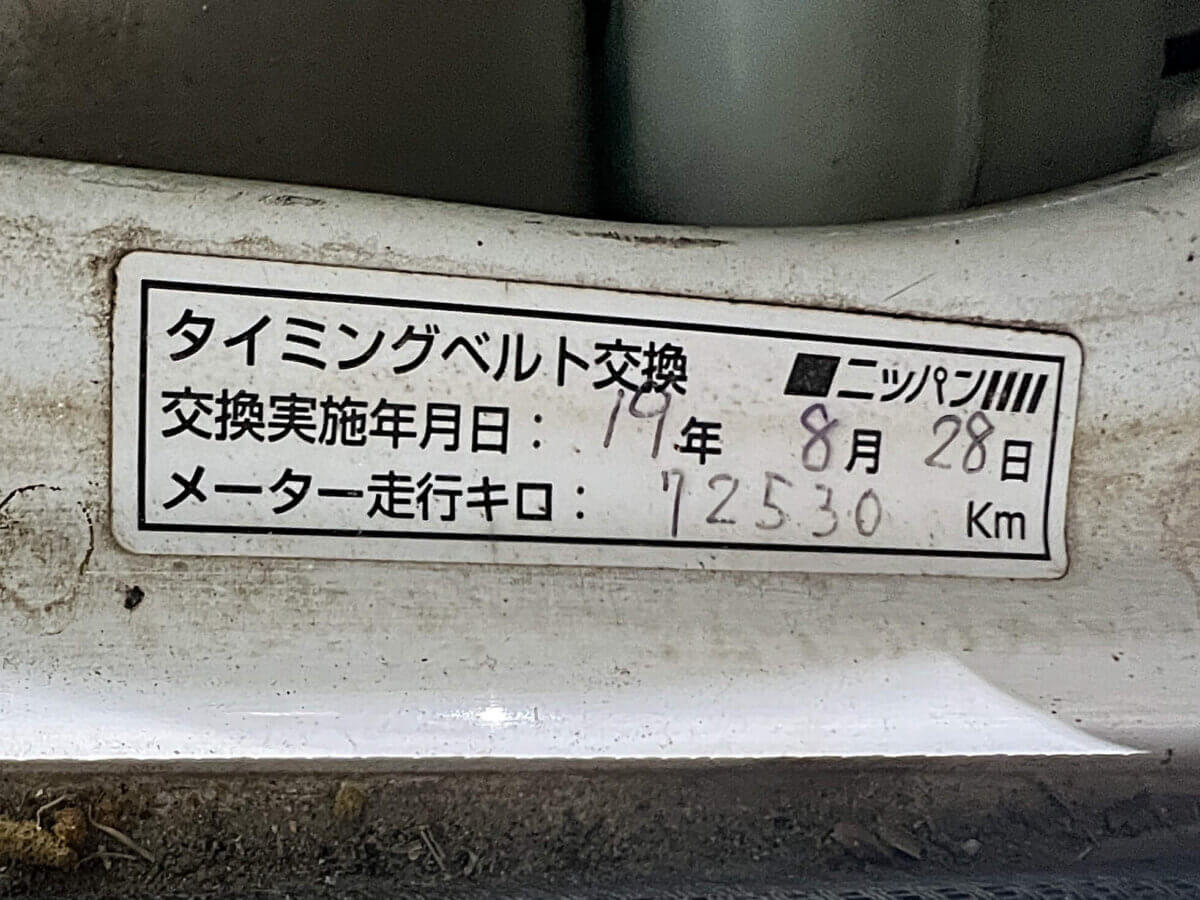 タイミングベルト交換 ニッパン
交換実施年月日：19年 8月 28日
メーター走行キロ：72530 Km